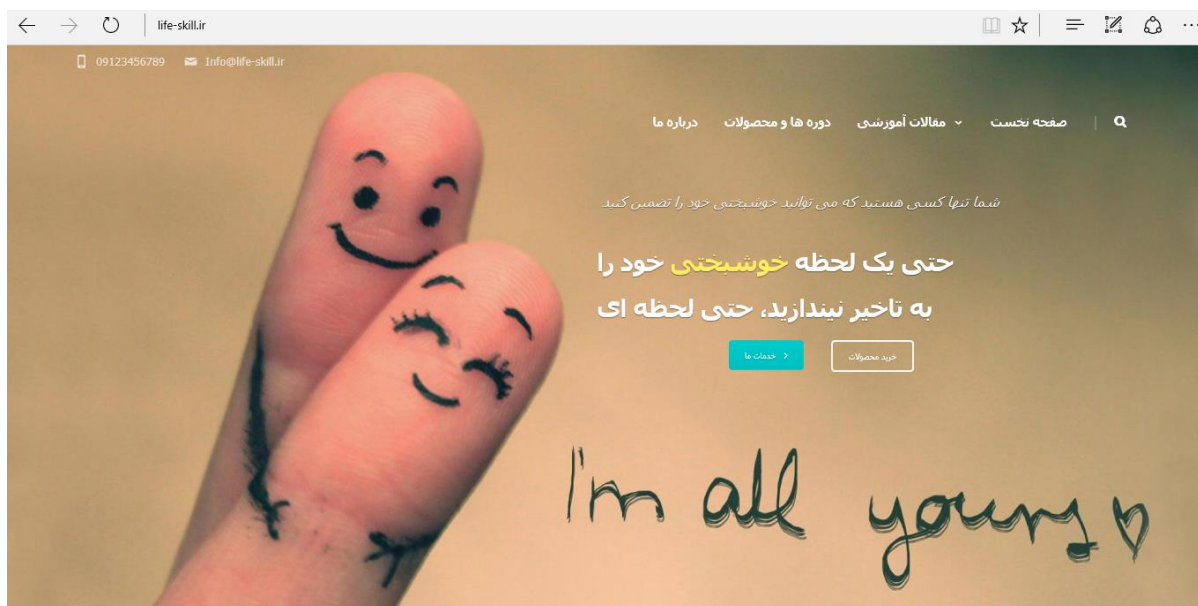 life-skill.ir
09123456789 Info@life-skill.ir
صفحه نخست مقالات آموزشی دوره ها و محصولات درباره ما
شما تنها کسی هستید که می توانید خوشبختی خود را تضمین کنید
حتی یک لحظه خوشبختی خود را
به تاخیر نیندازید، حتی لحظه ای
خرید محصولات خدمات ما
I'm all yours